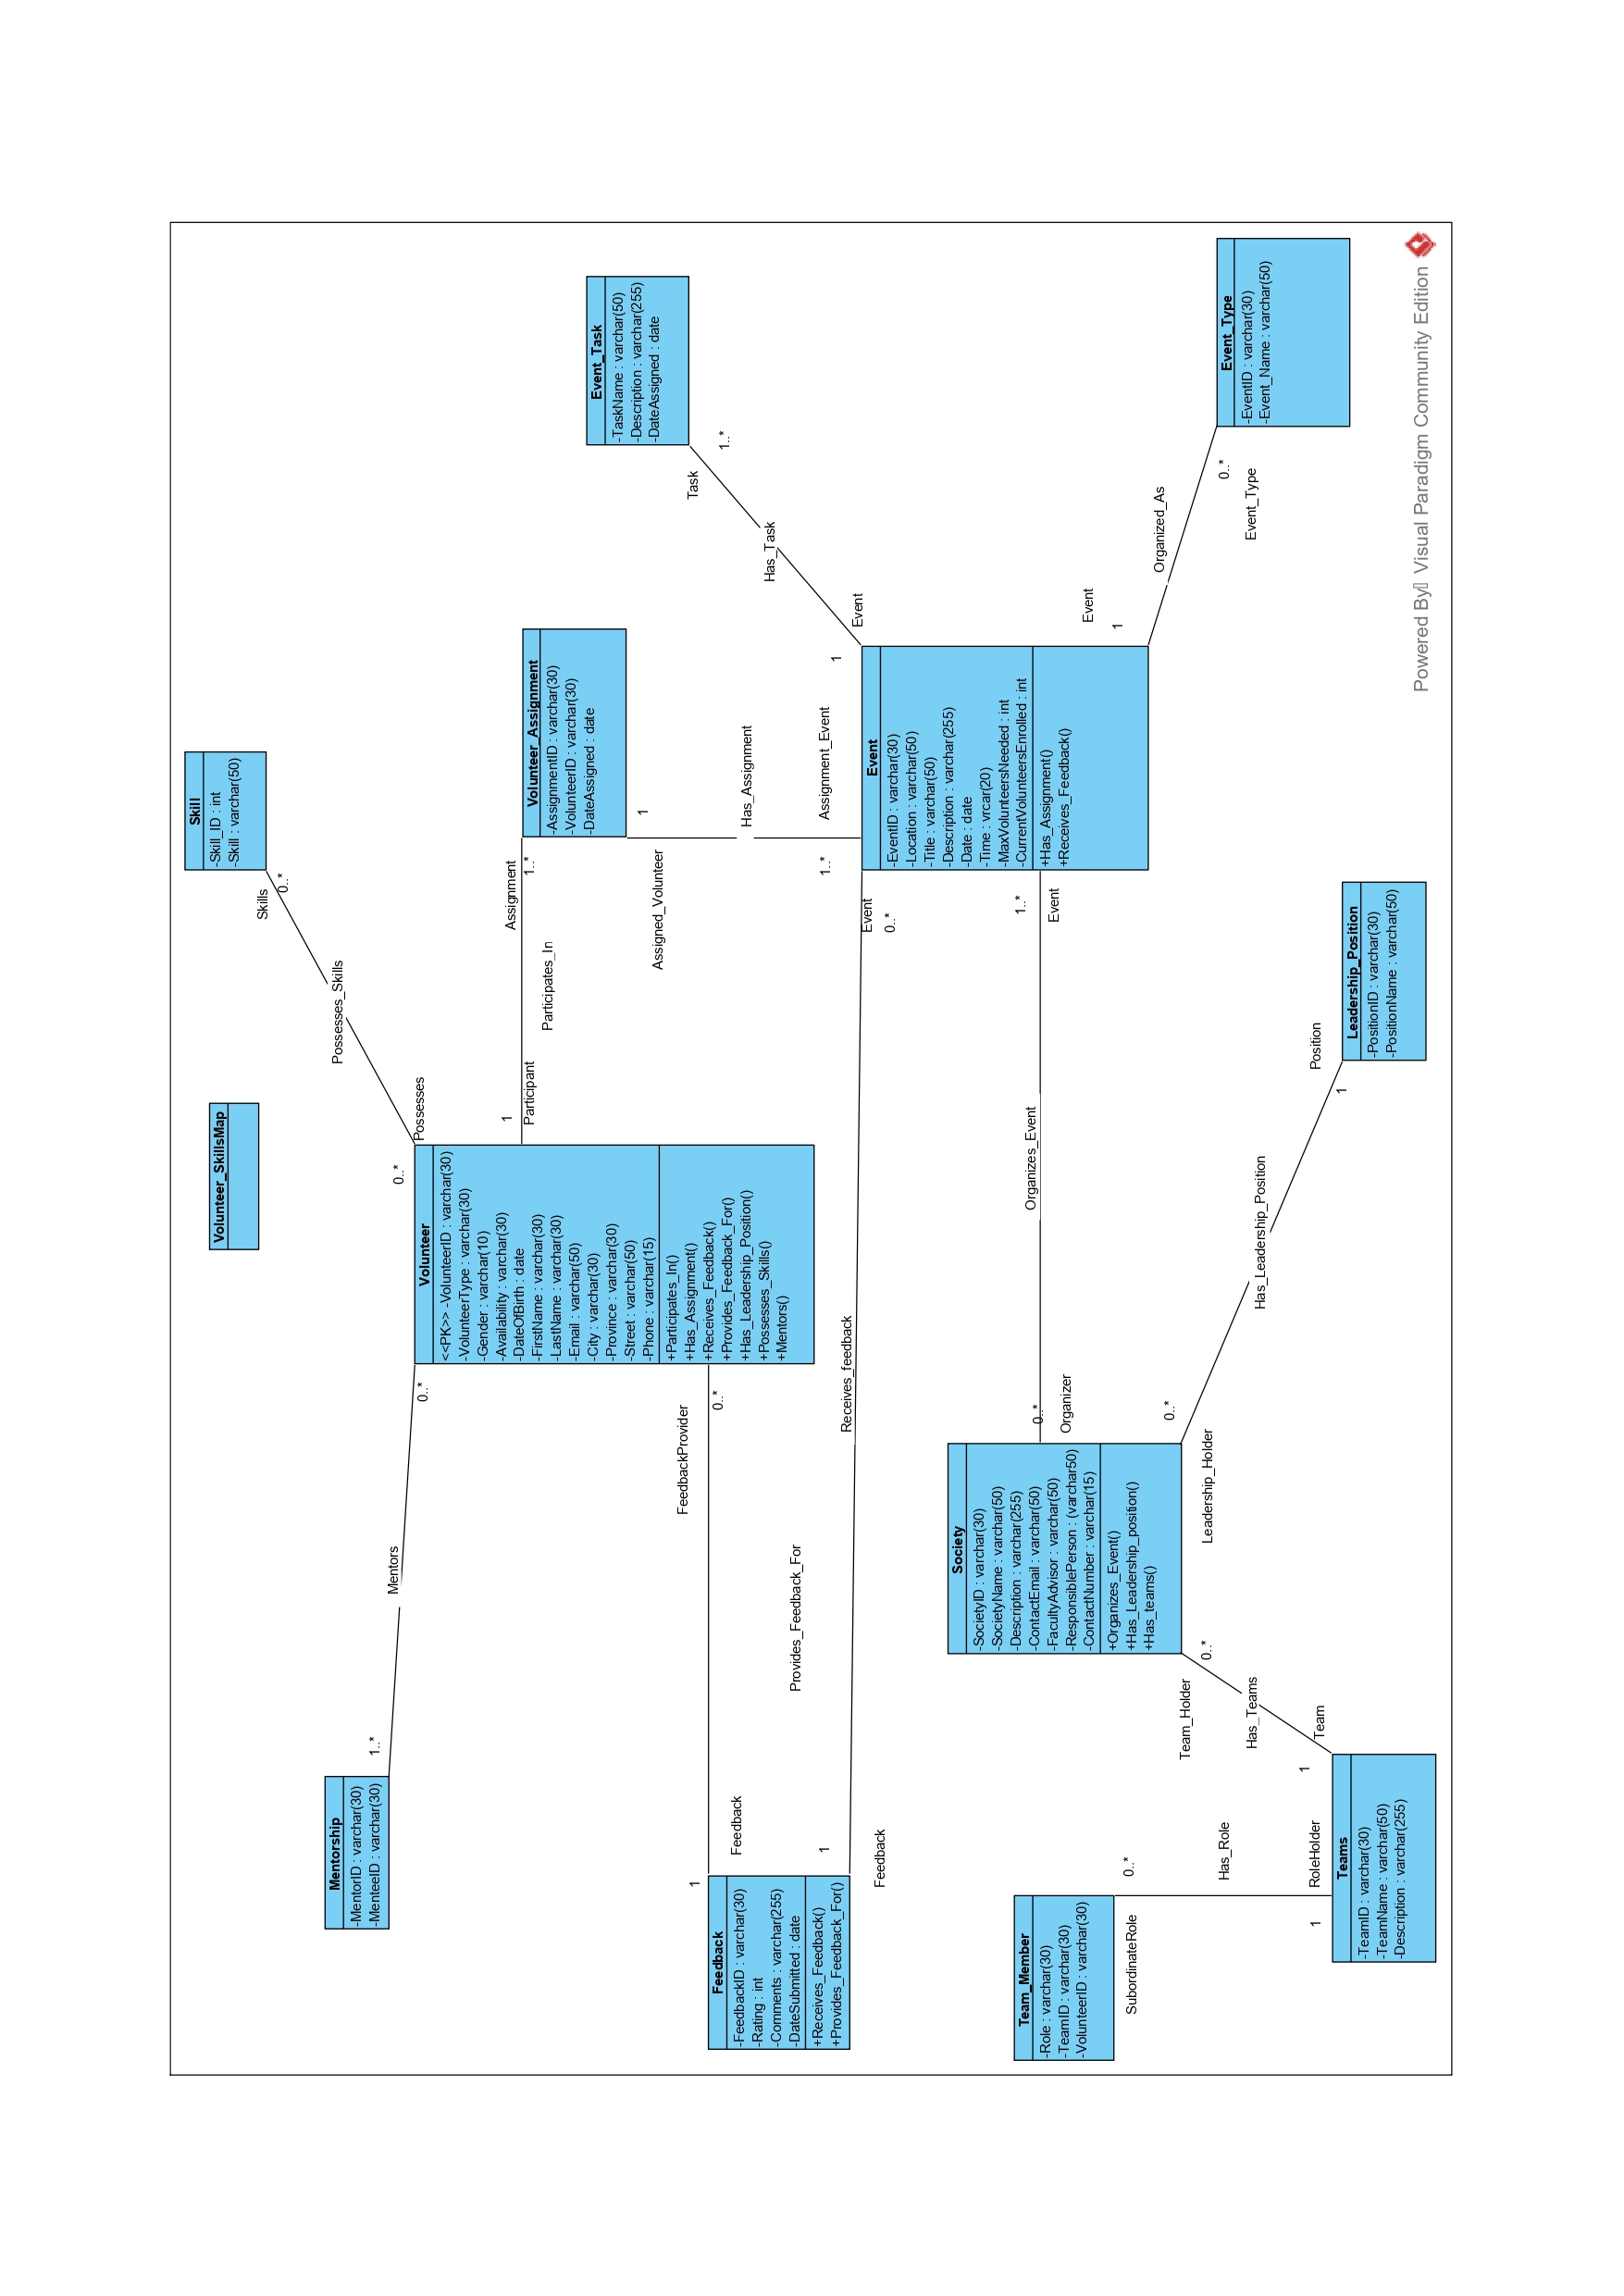 Skill
-Skill_ID : int
-Skill : varchar(50)
Volunteer_SkillsMap
Skills
0..*
Possesses_Skills
Mentorship
-MentorID : varchar(30)
-MenteeID : varchar(30)
1..*
Mentors
0..*
0..*
Possesses
Volunteer
<<PK>> -VolunteerID : varchar(30)
-VolunteerType : varchar(30)
-Gender : varchar(10)
-Availability : varchar(30)
-DateOfBirth : date
-FirstName : varchar(30)
-LastName : varchar(30)
-Email : varchar(50)
-City : varchar(30)
-Province : varchar(30)
-Street : varchar(50)
-Phone : varchar(15)
+Participates_In()
+Has_Assignment()
+Receives_Feedback()
+Provides_Feedback_For()
+Has_Leadership_Position()
+Possesses_Skills()
+Mentors()
1
Participant
Participates_In
Assignment
1..*
Volunteer_Assignment
-AssignmentID : varchar(30)
-VolunteerID : varchar(30)
-DateAssigned : date
1
Assigned_Volunteer
Has_Assignment
1..*
Assignment_Event
Event_Task
-TaskName : varchar(50)
-Description : varchar(255)
-DateAssigned : date
Task
1..*
Has_Task
1
Event
FeedbackProvider
0..*
1
Feedback
Provides_Feedback_For
Feedback
-FeedbackID : varchar(30)
-Rating : int
-Comments : varchar(255)
-DateSubmitted : date
+Receives_Feedback()
+Provides_Feedback_For()
1
Feedback
Receives_feedback
Event
0..*
Event
-EventID : varchar(30)
-Location : varchar(50)
-Title : varchar(50)
-Description : varchar(255)
-Date : date
-Time : vrcar(20)
-MaxVolunteersNeeded : int
-CurrentVolunteersEnrolled : int
+Has_Assignment()
+Receives_Feedback()
Society
-SocietyID : varchar(30)
-SocietyName : varchar(50)
-Description : varchar(255)
-ContactEmail : varchar(50)
-FacultyAdvisor : varchar(50)
-ResponsiblePerson : (varchar50)
-ContactNumber : varchar(15)
+Organizes_Event()
+Has_Leadership_position()
+Has_teams()
0..*
Organizer
Organizes_Event
1..*
Event
Team_Member
-Role : varchar(30)
-TeamID : varchar(30)
-VolunteerID : varchar(30)
SubordinateRole
0..*
Has_Role
1
RoleHolder
Team_Holder
0..*
Has_Teams
1
Team
Teams
-TeamID : varchar(30)
-TeamName : varchar(50)
-Description : varchar(255)
0..*
Leadership_Holder
Has_Leadership_Position
Position
1
Leadership_Position
-PositionID : varchar(30)
-PositionName : varchar(50)
Event
1
Organized_As
0..*
Event_Type
Event_Type
-EventID : varchar(30)
-Event_Name : varchar(50)
Powered By Visual Paradigm Community Edition